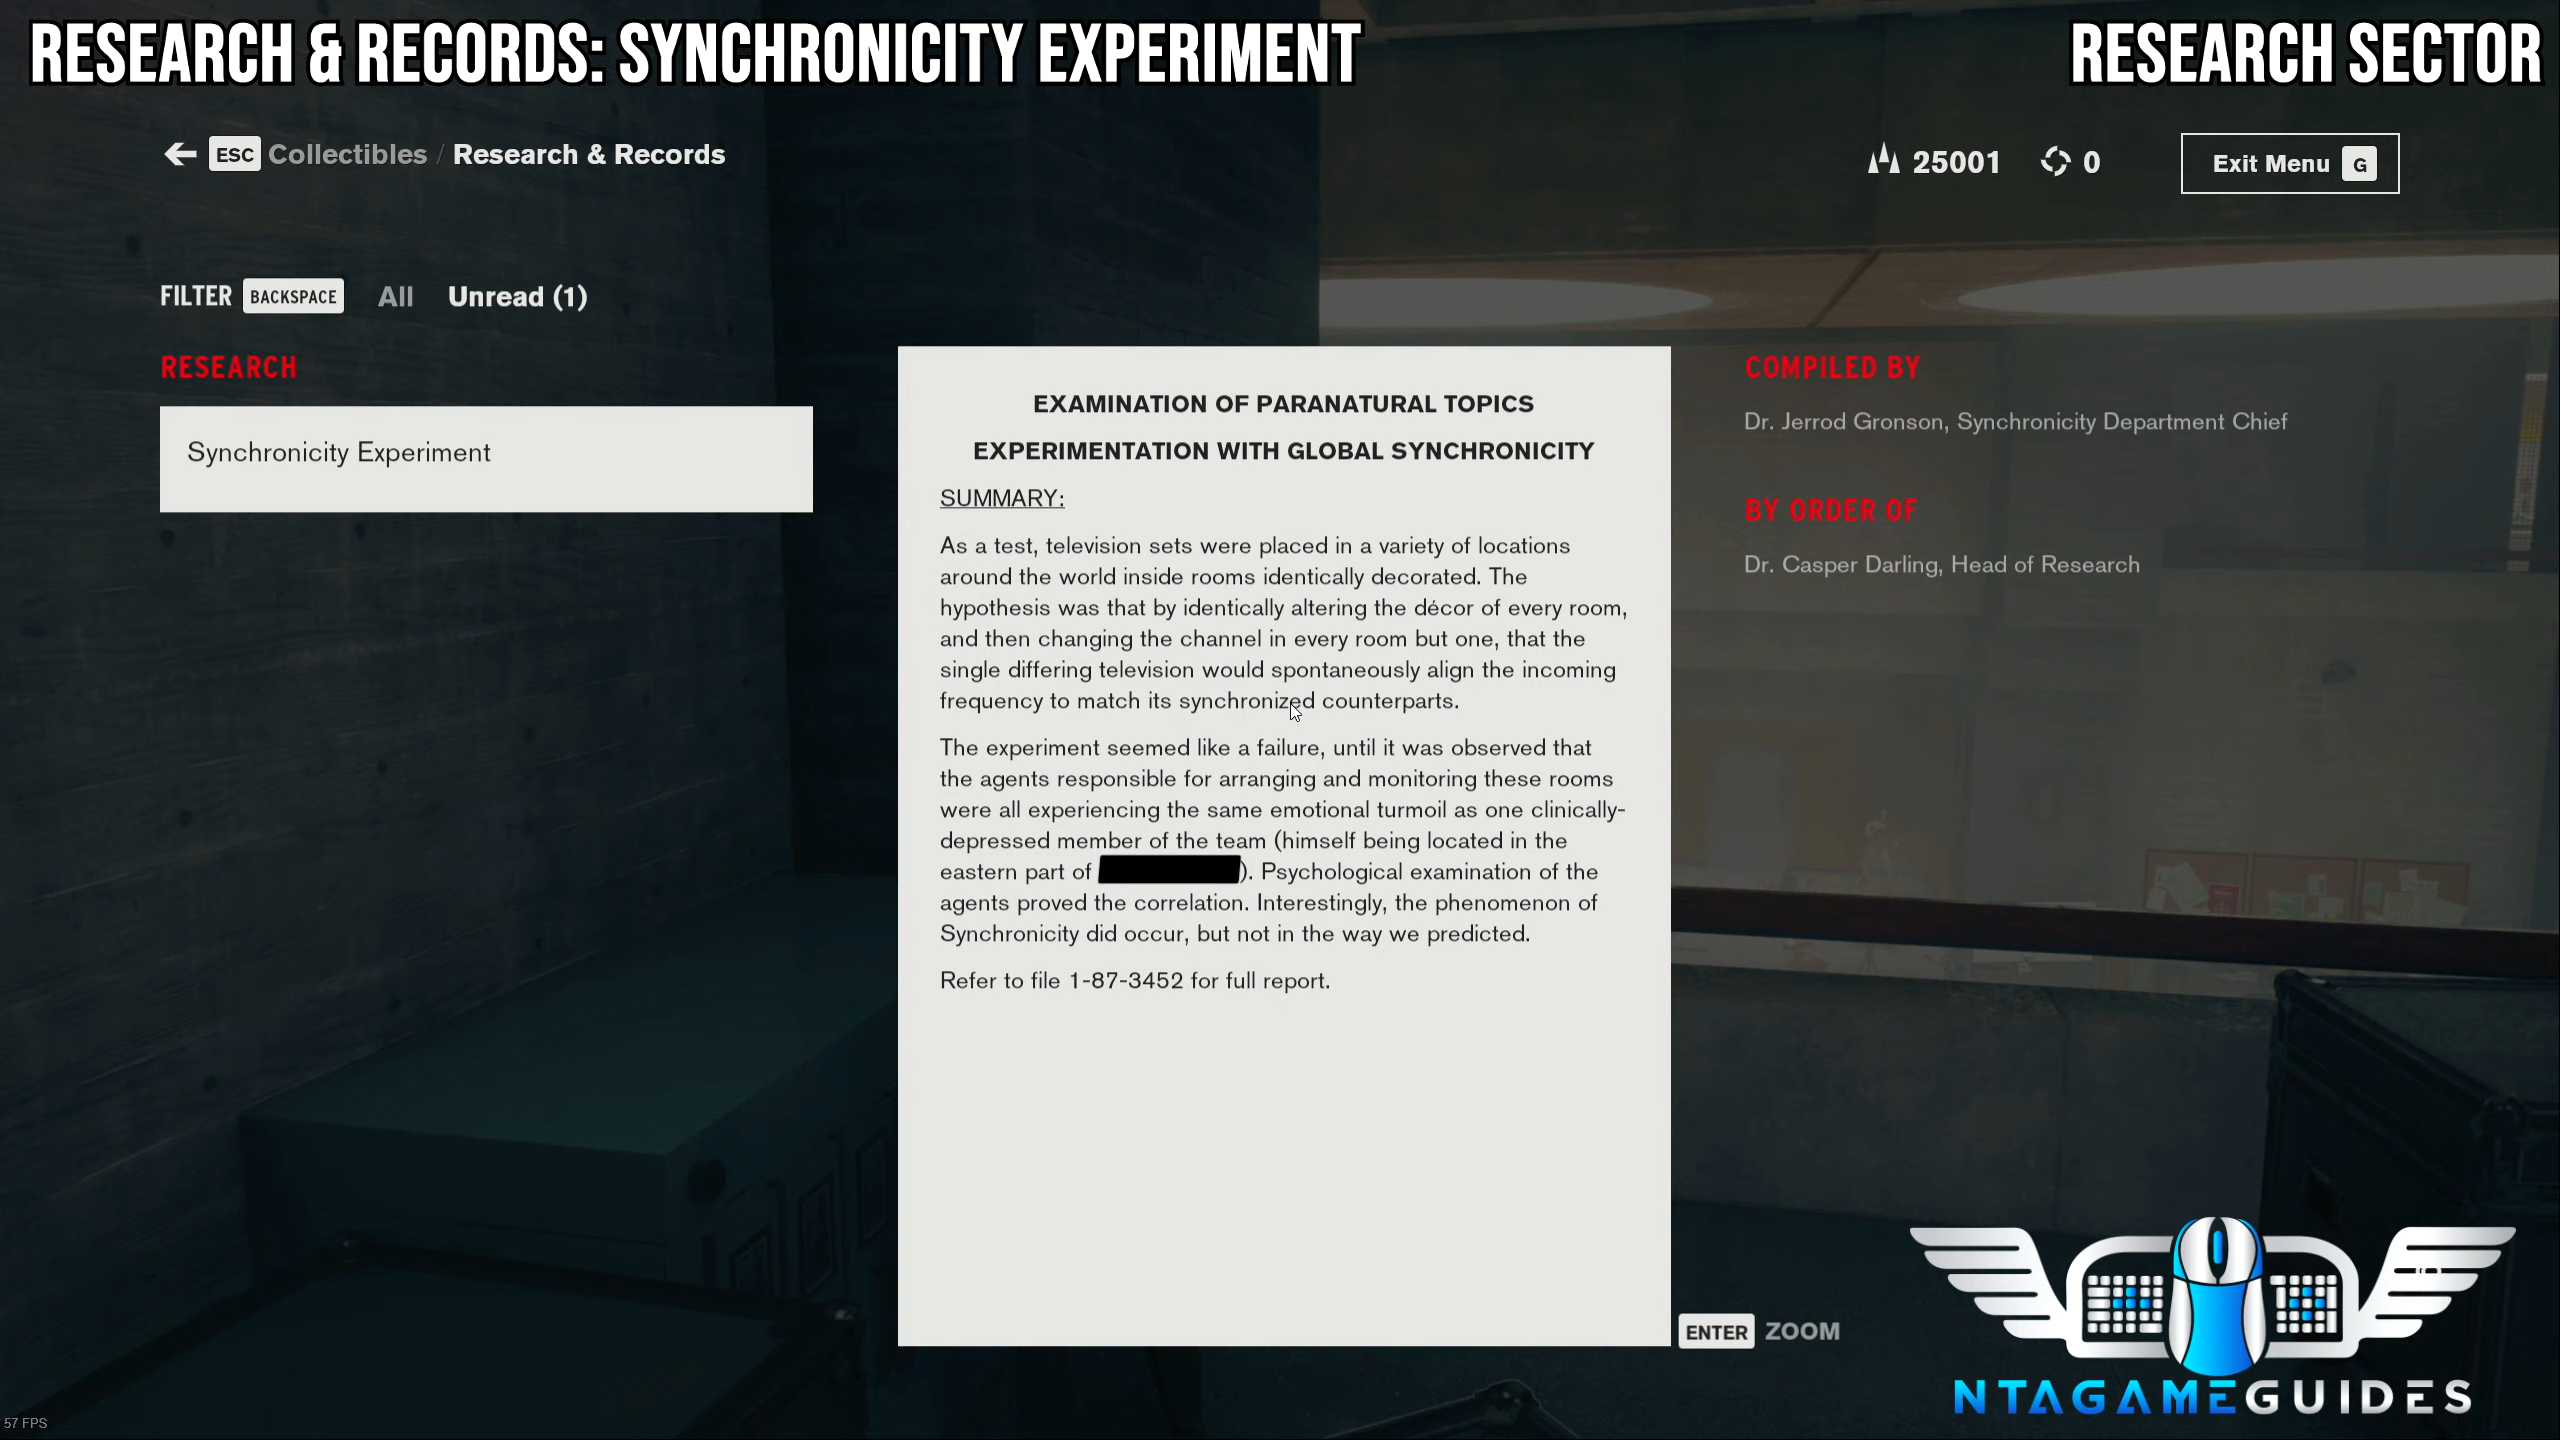 RESEARCH & RECORDS: SYNCHRONICITY EXPERIMENT
RESEARCH SECTOR
ESC Collectibles / Research & Records
25001 0
Exit Menu G
FILTER BACKSPACE All Unread (1)
RESEARCH
Synchronicity Experiment
EXAMINATION OF PARANATURAL TOPICS
EXPERIMENTATION WITH GLOBAL SYNCHRONICITY
SUMMARY:
As a test, television sets were placed in a variety of locations
around the world inside rooms identically decorated. The
hypothesis was that by identically altering the décor of every room,
and then changing the channel in every room but one, that the
single differing television would spontaneously align the incoming
frequency to match its synchronized counterparts.
The experiment seemed like a failure, until it was observed that
the agents responsible for arranging and monitoring these rooms
were all experiencing the same emotional turmoil as one clinically-
depressed member of the team (himself being located in the
eastern part of ). Psychological examination of the
agents proved the correlation. Interestingly, the phenomenon of
Synchronicity did occur, but not in the way we predicted.
Refer to file 1-87-3452 for full report.
COMPILED BY
Dr. Jerrod Gronson, Synchronicity Department Chief
BY ORDER OF
Dr. Casper Darling, Head of Research
ENTER ZOOM
NTAGAMEGUIDES
57 FPS